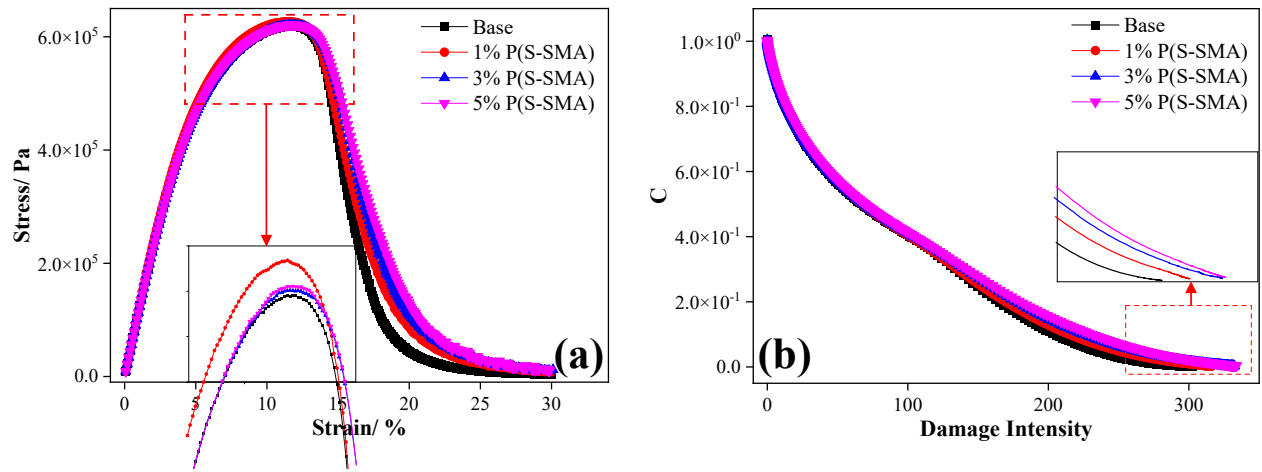 Base
1% P(S-SMA)
3% P(S-SMA)
5% P(S-SMA)
6.0×10⁵
4.0×10⁵
2.0×10⁵
0.0
Stress/ Pa
0 5 10 15 20 25 30
Strain/ %
(a)
Base
1% P(S-SMA)
3% P(S-SMA)
5% P(S-SMA)
1.0×10⁰
8.0×10⁻¹
6.0×10⁻¹
4.0×10⁻¹
2.0×10⁻¹
0.0
C
0 100 200 300
Damage Intensity
(b)